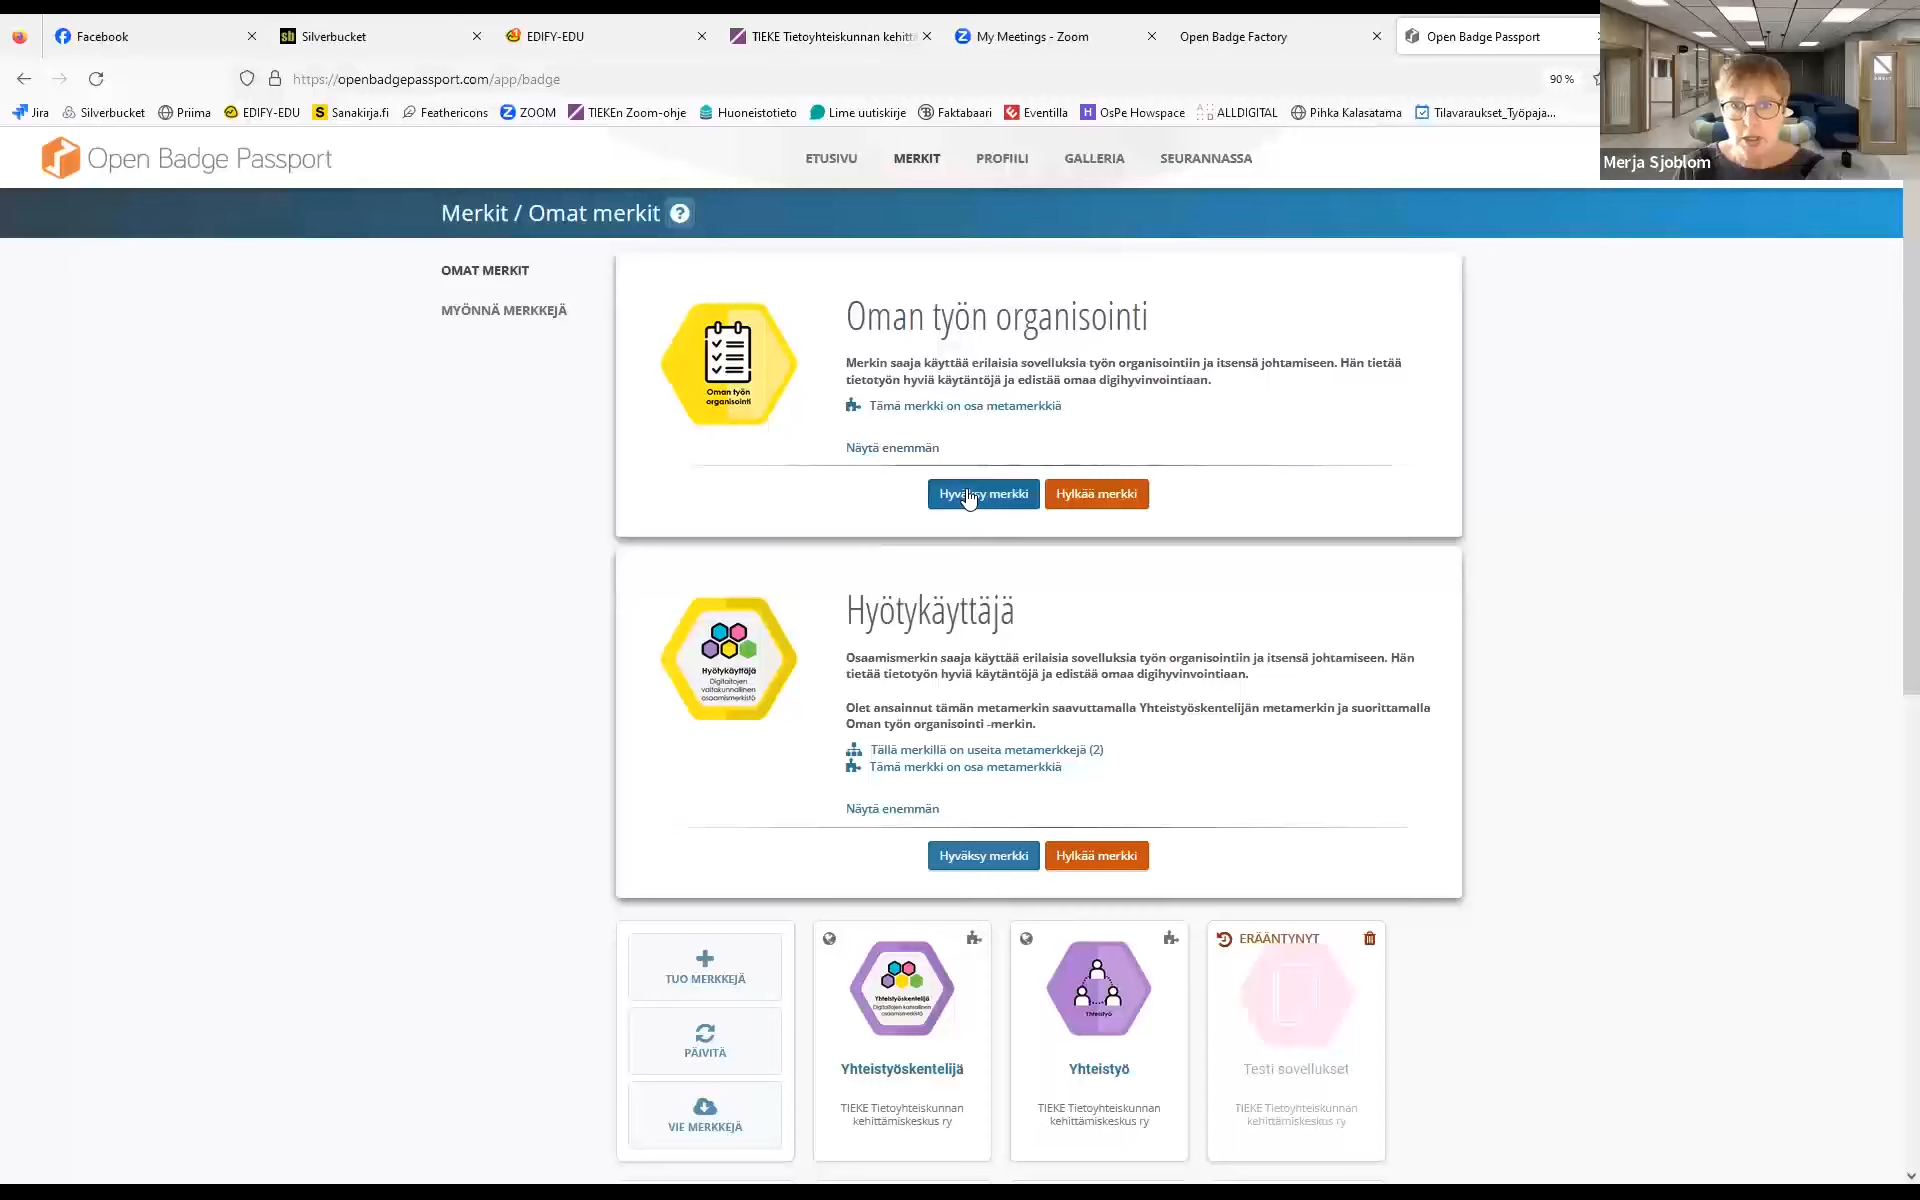 Facebook
Silverbucket
EDIFY-EDU
TIEKE Tietoyhteiskunnan kehittä
My Meetings - Zoom
Open Badge Factory
Open Badge Passport
https://openbadgepassport.com/app/badge
90 %
Jira
Silverbucket
Priima
EDIFY-EDU
Sanakirja.fi
Feathericons
ZOOM
TIEKEn Zoom-ohje
Huoneistotieto
Lime uutiskirje
Faktabaari
Eventilla
OsPe Howspace
ALLDIGITAL
Pihka Kalasatama
Tilavaraukset_Työpaja...
Merja Sjoblom
Open Badge Passport
ETUSIVU
MERKIT
PROFIILI
GALLERIA
SEURANNASSA
Merkit / Omat merkit ?
OMAT MERKIT
MYÖNNÄ MERKKEJÄ
Oman työn
organisointi
Oman työn organisointi
Merkin saaja käyttää erilaisia sovelluksia työn organisointiin ja itsensä johtamiseen. Hän tietää
tietotyön hyviä käytäntöjä ja edistää omaa digihyvinvointiaan.
Tämä merkki on osa metamerkkiä
Näytä enemmän
Hyväksy merkki
Hylkää merkki
Hyötykäyttäjä
Digitaitojen
valtakunnallinen
osaamismerkistö
Hyötykäyttäjä
Osaamismerkin saaja käyttää erilaisia sovelluksia työn organisointiin ja itsensä johtamiseen. Hän
tietää tietotyön hyviä käytäntöjä ja edistää omaa digihyvinvointiaan.
Olet ansainnut tämän metamerkin saavuttamalla Yhteistyöskentelijän metamerkin ja suorittamalla
Oman työn organisointi -merkin.
Tällä merkillä on useita metamerkkejä (2)
Tämä merkki on osa metamerkkiä
Näytä enemmän
Hyväksy merkki
Hylkää merkki
TUO MERKKEJÄ
PÄIVITÄ
VIE MERKKEJÄ
Yhteistyöskentelijä
Digitaitojen kansallinen
osaamismerkistö
Yhteistyöskentelijä
TIEKE Tietoyhteiskunnan
kehittämiskeskus ry
Yhteistyö
Yhteistyö
TIEKE Tietoyhteiskunnan
kehittämiskeskus ry
ERÄÄNTYNYT
Testi sovellukset
TIEKE Tietoyhteiskunnan
kehittämiskeskus ry